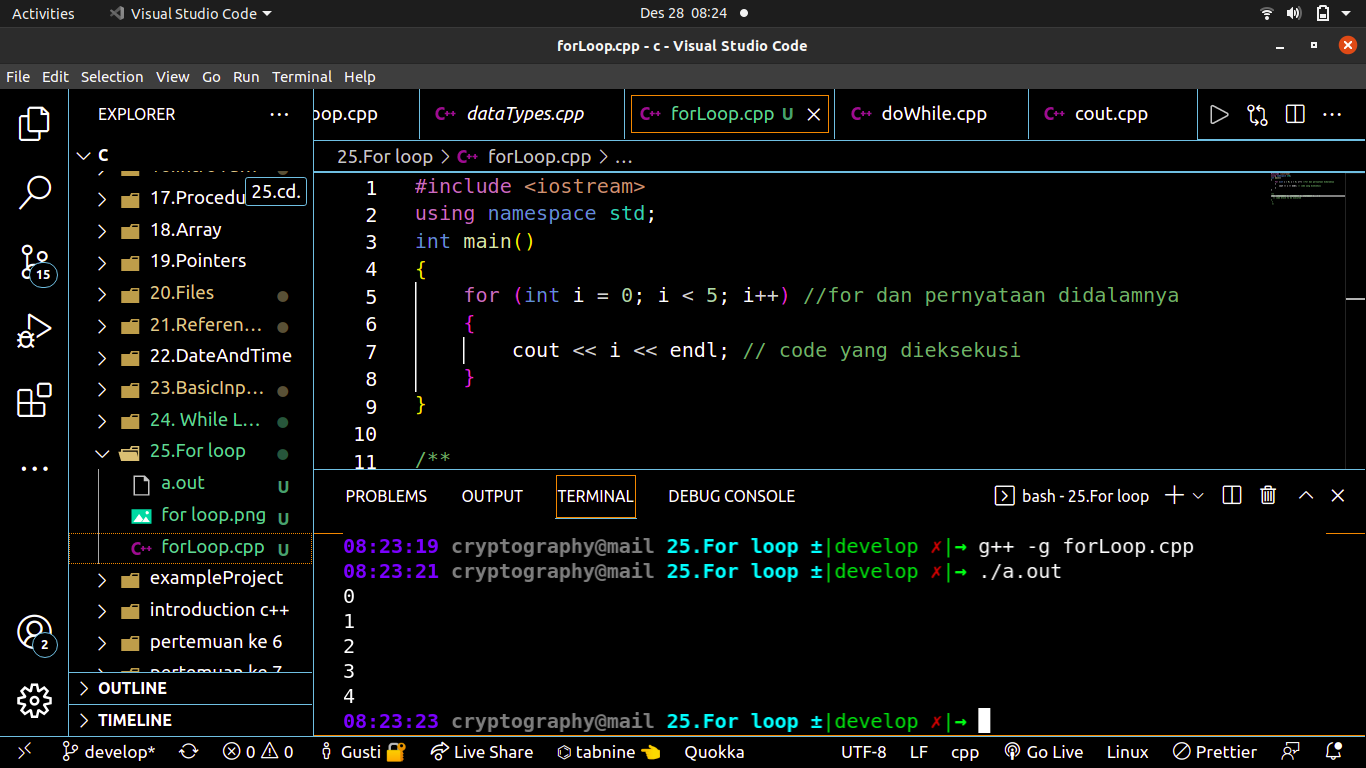 Activities Visual Studio Code Des 28 08:24
forLoop.cpp - c - Visual Studio Code
File Edit Selection View Go Run Terminal Help
EXPLORER
C
17.Procedu
25.cd.
18.Array
19.Pointers
20.Files
21.Referen...
22.DateAndTime
23.BasicInp...
24. While L...
25.For loop
a.out U
for loop.png U
forLoop.cpp U
exampleProject
introduction c++
pertemuan ke 6
pertemuan ke 7
OUTLINE
TIMELINE
15
2
oop.cpp dataTypes.cpp forLoop.cpp U doWhile.cpp cout.cpp
25.For loop > forLoop.cpp > ...
1 #include <iostream>
2 using namespace std;
3 int main()
4 {
5 for (int i = 0; i < 5; i++) //for dan pernyataan didalamnya
6 {
7 cout << i << endl; // code yang dieksekusi
8 }
9 }
10
11 /**
PROBLEMS OUTPUT TERMINAL DEBUG CONSOLE bash - 25.For loop
08:23:19 cryptography@mail 25.For loop ±|develop ✗|→ g++ -g forLoop.cpp
08:23:21 cryptography@mail 25.For loop ±|develop ✗|→ ./a.out
0
1
2
3
4
08:23:23 cryptography@mail 25.For loop ±|develop ✗|→
develop* 0 0 Gusti 🔐 Live Share tabnine 👈 Quokka UTF-8 LF cpp Go Live Linux Prettier